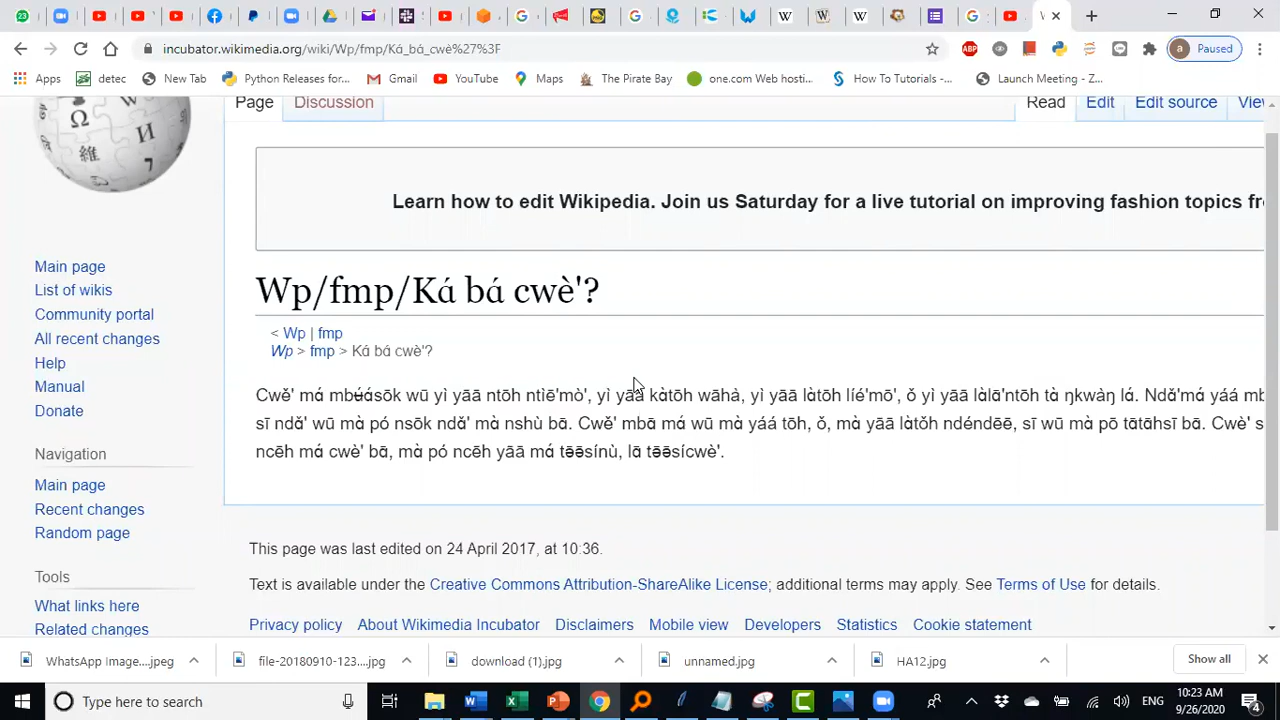 a Paused
incubator.wikimedia.org/wiki/Wp/fmp/Ká_bá_cwè%27%3F
Apps detec New Tab Python Releases for... Gmail YouTube Maps The Pirate Bay one.com Web hosti... How To Tutorials -... Launch Meeting - Z...
Page Discussion Read Edit Edit source
Learn how to edit Wikipedia. Join us Saturday for a live tutorial on improving fashion topics
Wp/fmp/Ká bá cwè'?
< Wp | fmp
Wp > fmp > Ká bá cwè'?
Cwě' má mbʉ́ásōk wū yì yāā ntōh ntìē'mò', yì yāā kàtōh wāhà, yì yāā làtōh líé'mō', ǒ yì yāā làlā'ntōh tà ŋkwàŋ lá. Ndǎ'má yáá
sī ndǎ' wū mà pó nsōk ndǎ' mà nshù bā. Cwě' mbā má wū mà yáá tōh, ǒ, mà yāā làtǒh ndéndēē, sī wū mà pō tātāhsī bā. Cwè'
ncēh má cwè' bā, mà pó ncēh yāā má tə̄ə̄sínù, lā tə̄ə̄sícwè'.
This page was last edited on 24 April 2017, at 10:36.
Text is available under the Creative Commons Attribution-ShareAlike License; additional terms may apply. See Terms of Use for details.
Privacy policy About Wikimedia Incubator Disclaimers Mobile view Developers Statistics Cookie statement
Main page
List of wikis
Community portal
All recent changes
Help
Manual
Donate
Navigation
Main page
Recent changes
Random page
Tools
What links here
Related changes
WhatsApp Image....jpeg file-20180910-123....jpg download (1).jpg unnamed.jpg HA12.jpg Show all
Type here to search
ENG
10:23 AM
9/26/2020